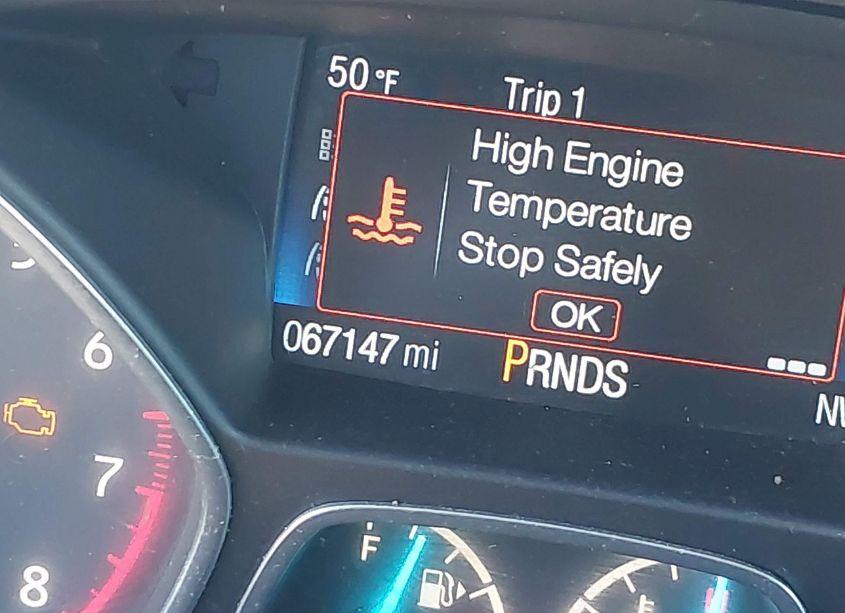 50 °F
Trip 1
High Engine
Temperature
Stop Safely
OK
067147 mi
PRNDS
6
7
8
F